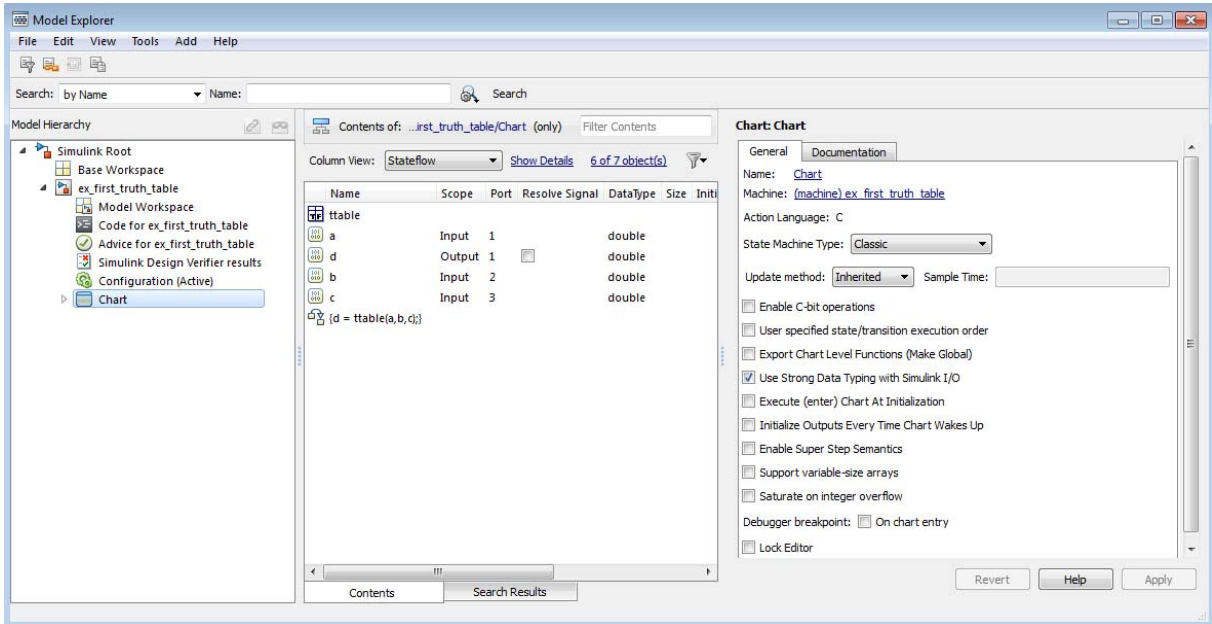 Model Explorer
File Edit View Tools Add Help
Search: by Name Name: Search
Model Hierarchy
Simulink Root
Base Workspace
ex_first_truth_table
Model Workspace
Code for ex_first_truth_table
Advice for ex_first_truth_table
Simulink Design Verifier results
Configuration (Active)
Chart
Contents of: ...irst_truth_table/Chart (only) Filter Contents
Column View: Stateflow Show Details 6 of 7 object(s)
Name Scope Port Resolve Signal DataType Size Initi
ttable
a Input 1 double
d Output 1 double
b Input 2 double
c Input 3 double
{d = ttable(a,b,c);}
Contents Search Results
Chart: Chart
General Documentation
Name: Chart
Machine: (machine) ex_first_truth_table
Action Language: C
State Machine Type: Classic
Update method: Inherited Sample Time:
Enable C-bit operations
User specified state/transition execution order
Export Chart Level Functions (Make Global)
Use Strong Data Typing with Simulink I/O
Execute (enter) Chart At Initialization
Initialize Outputs Every Time Chart Wakes Up
Enable Super Step Semantics
Support variable-size arrays
Saturate on integer overflow
Debugger breakpoint: On chart entry
Lock Editor
Revert Help Apply